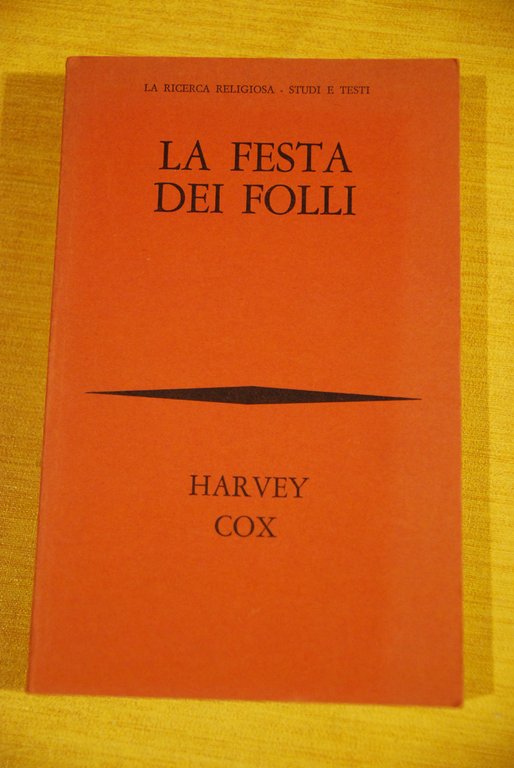 LA RICERCA RELIGIOSA - STUDI E TESTI
LA FESTA
DEI FOLLI
HARVEY
COX